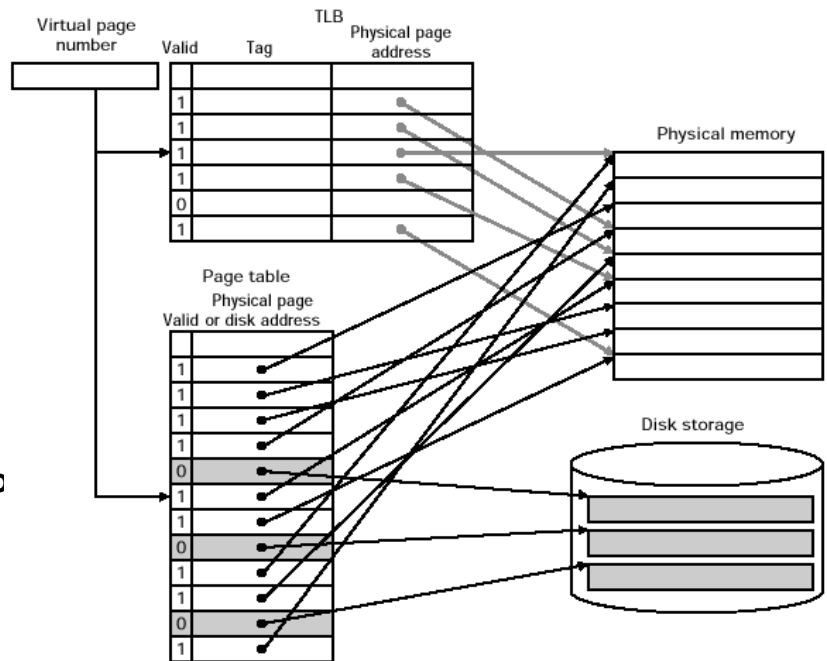 Virtual page
number
TLB
Valid
Tag
Physical page
address
1
1
1
1
0
1
Physical memory
Page table
Physical page
Valid or disk address
1
1
1
1
0
1
1
0
1
1
0
1
Disk storage